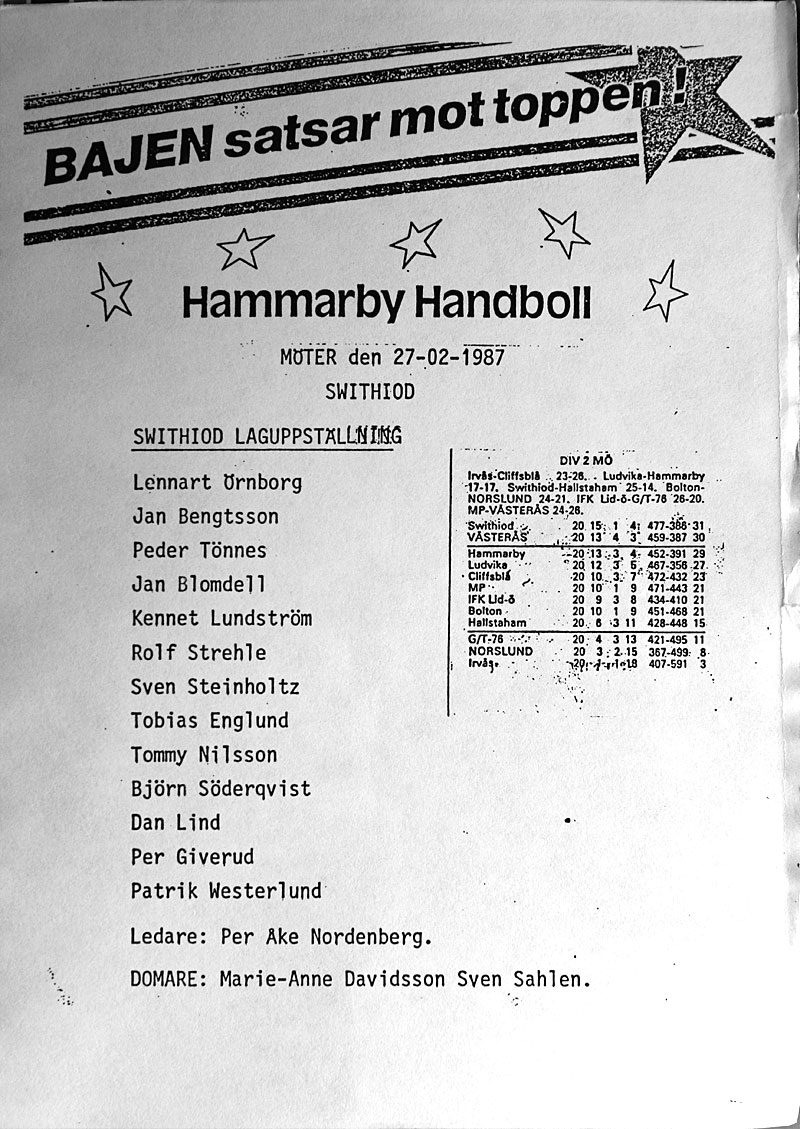 BAJEN satsar mot toppen!
Hammarby Handboll
MÖTER den 27-02-1987
SWITHIOD
SWITHIOD LAGUPPSTÄLLNING
Lennart Örnborg
Jan Bengtsson
Peder Tönnes
Jan Blomdell
Kennet Lundström
Rolf Strehle
Sven Steinholtz
Tobias Englund
Tommy Nilsson
Björn Söderqvist
Dan Lind
Per Giverud
Patrik Westerlund
Ledare: Per Åke Nordenberg.
DOMARE: Marie-Anne Davidsson Sven Sahlen.
DIV 2 MÖ
Irvås-Cliffsblå 23-26. Ludvika-Hammarby
17-17. Swithiod-Hallstaham 25-14. Bolton-
NORSLUND 24-21. IFK Lid-ö-G/T-76 26-20.
MP-VÄSTERÅS 24-26.
Swithiod 20 15 1 4 477-386 31
VÄSTERÅS 20 13 4 3 459-387 30
Hammarby 20 13 3 4 452-391 29
Ludvika 20 12 3 5 467-356 27
Cliffsblå 20 10 3 7 472-432 23
MP 20 10 1 9 471-443 21
IFK Lid-ö 20 9 3 8 434-410 21
Bolton 20 10 1 9 451-468 21
Hallstaham 20 6 3 11 428-448 15
G/T-76 20 4 3 13 421-495 11
NORSLUND 20 3 2 15 367-499 8
Irvås 20 1 1 18 407-591 3